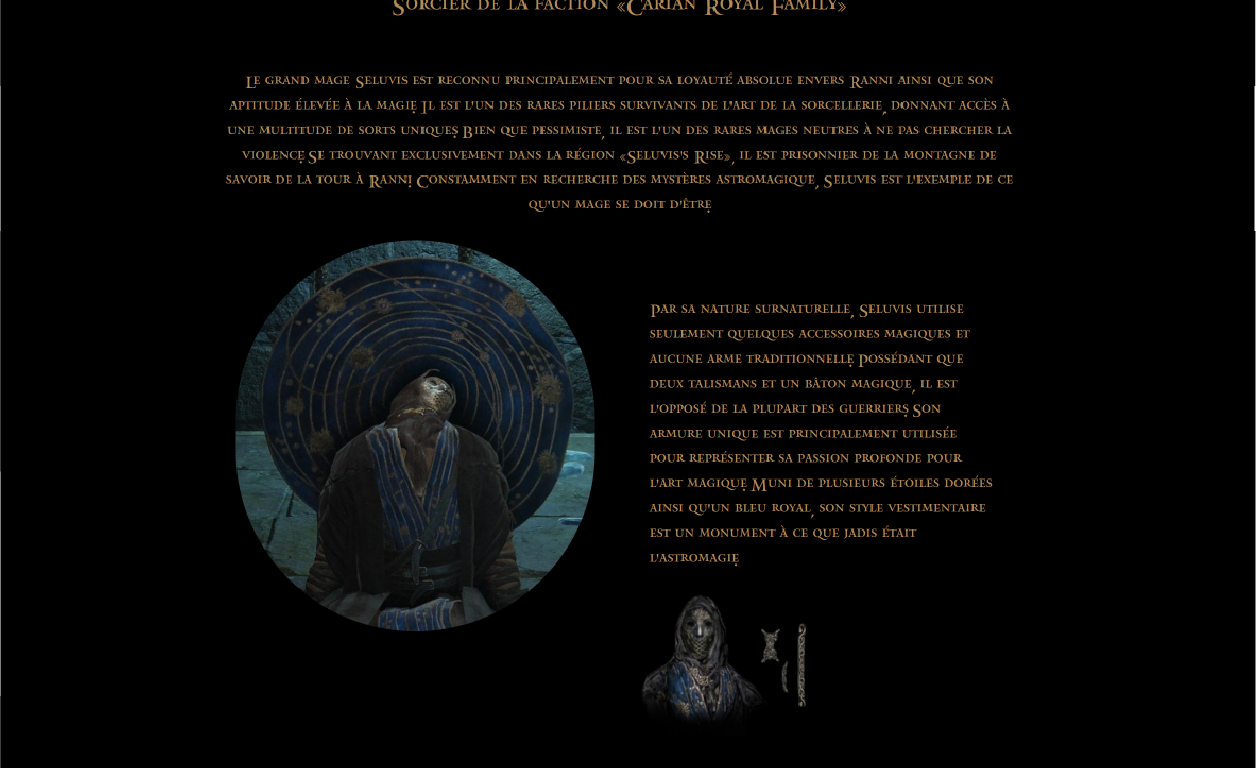 Sorcier de la faction «Carian Royal Family»
Le grand mage Seluvis est reconnu principalement pour sa loyauté absolue envers Ranni ainsi que son
aptitude élevée à la magie. Il est l'un des rares piliers survivants de l'art de la sorcellerie, donnant accès à
une multitude de sorts uniques. Bien que pessimiste, il est l'un des rares mages neutres à ne pas chercher la
violence. Se trouvant exclusivement dans la région «Seluvis's Rise», il est prisonnier de la montagne de
savoir de la tour à Ranni. Constamment en recherche des mystères astromagique, Seluvis est l'exemple de ce
qu'un mage se doit d'être.
Par sa nature surnaturelle, Seluvis utilise
seulement quelques accessoires magiques et
aucune arme traditionnelle. Possédant que
deux talismans et un bâton magique, il est
l'opposé de la plupart des guerriers. Son
armure unique est principalement utilisée
pour représenter sa passion profonde pour
l'art magique. Muni de plusieurs étoiles dorées
ainsi qu'un bleu royal, son style vestimentaire
est un monument à ce que jadis était
l'astromagie.